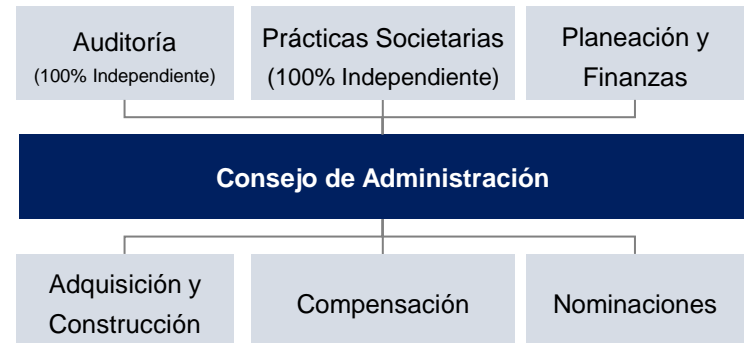 Auditoría
(100% Independiente)
Prácticas Societarias
(100% Independiente)
Planeación y
Finanzas
Consejo de Administración
Adquisición y
Construcción
Compensación
Nominaciones